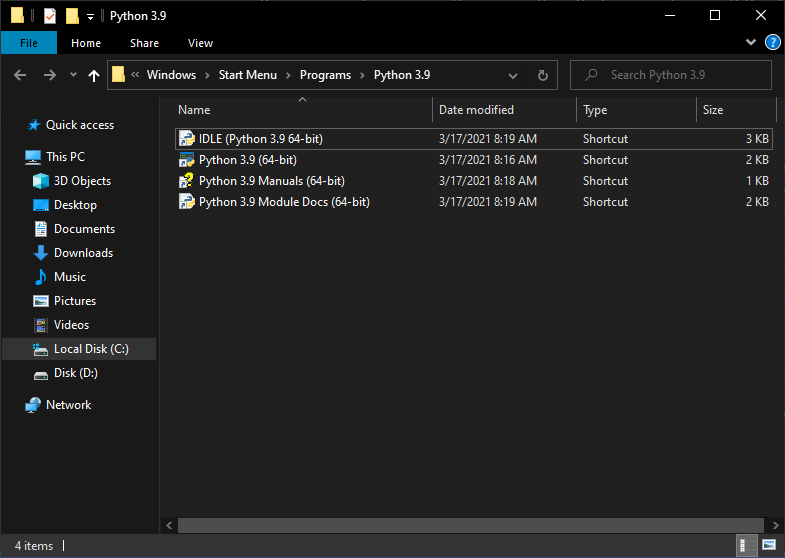 Python 3.9
File Home Share View
« Windows › Start Menu › Programs › Python 3.9
Search Python 3.9
Name Date modified Type Size
Quick access
This PC
3D Objects
Desktop
Documents
Downloads
Music
Pictures
Videos
Local Disk (C:)
Disk (D:)
Network
IDLE (Python 3.9 64-bit) 3/17/2021 8:19 AM Shortcut 3 KB
Python 3.9 (64-bit) 3/17/2021 8:16 AM Shortcut 2 KB
Python 3.9 Manuals (64-bit) 3/17/2021 8:18 AM Shortcut 1 KB
Python 3.9 Module Docs (64-bit) 3/17/2021 8:19 AM Shortcut 2 KB
4 items